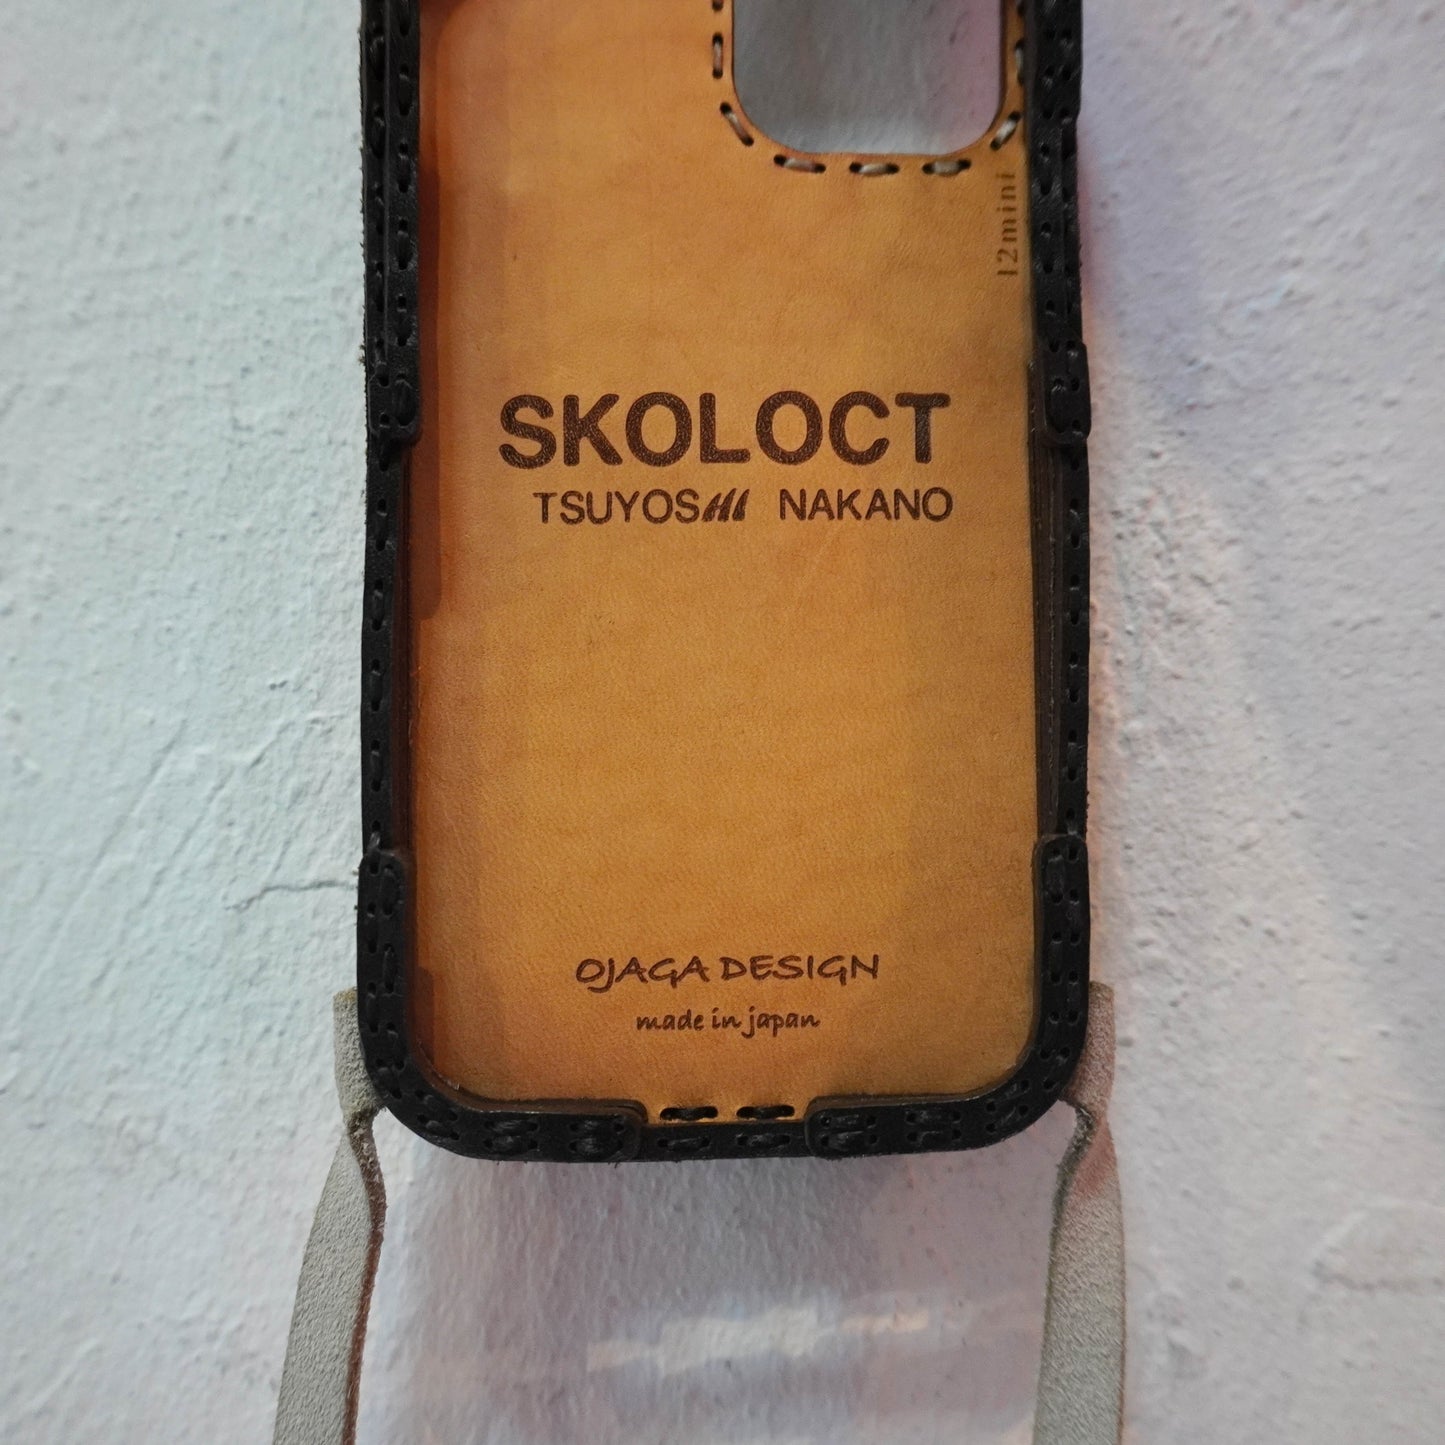 12mini
SKOLOCT
TSUYOSHI NAKANO
OJAGA DESIGN
made in japan